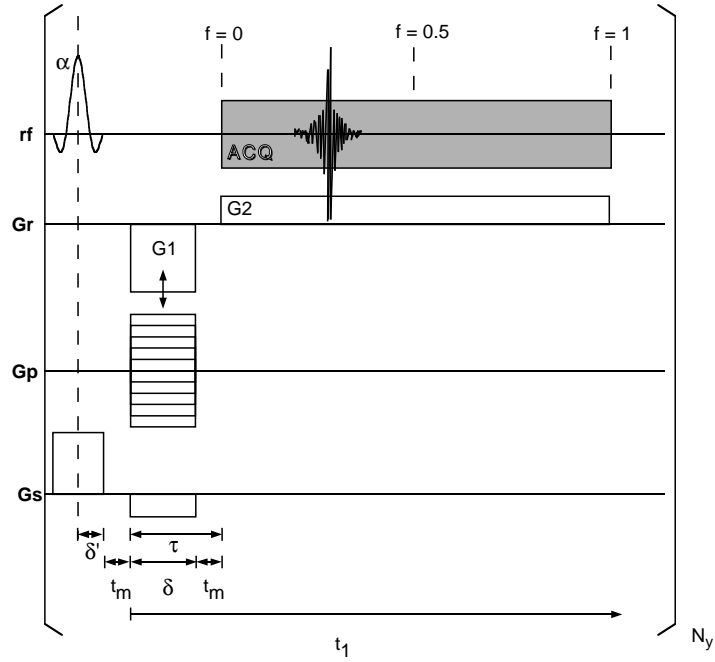 f = 0
f = 0.5
f = 1
α
rf
ACQ
G2
Gr
G1
Gp
Gs
δ'
τ
tm
δ
tm
t1
Ny